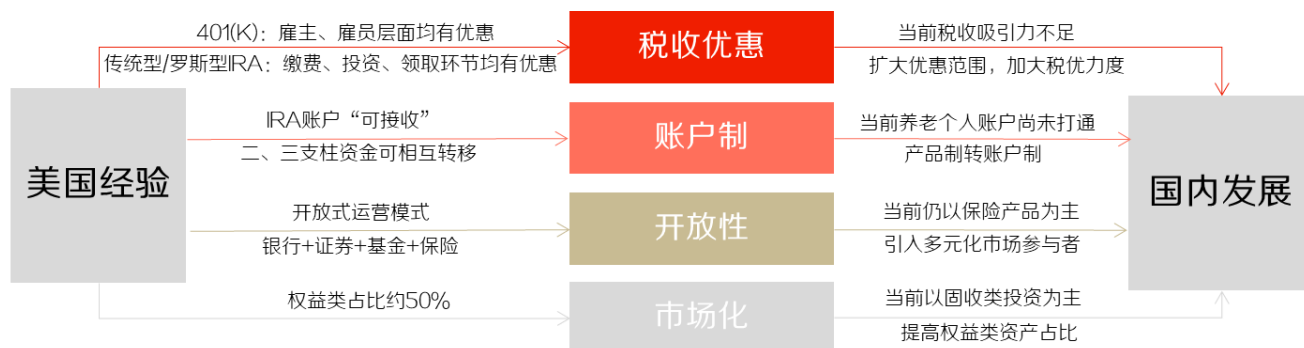 美国经验
401(K)：雇主、雇员层面均有优惠
传统型/罗斯型IRA：缴费、投资、领取环节均有优惠
税收优惠
当前税收吸引力不足
扩大优惠范围，加大税优力度
IRA账户“可接收”
二、三支柱资金可相互转移
账户制
当前养老个人账户尚未打通
产品制转账户制
开放式运营模式
银行+证券+基金+保险
开放性
当前仍以保险产品为主
引入多元化市场参与者
权益类占比约50%
市场化
当前以固收类投资为主
提高权益类资产占比
国内发展